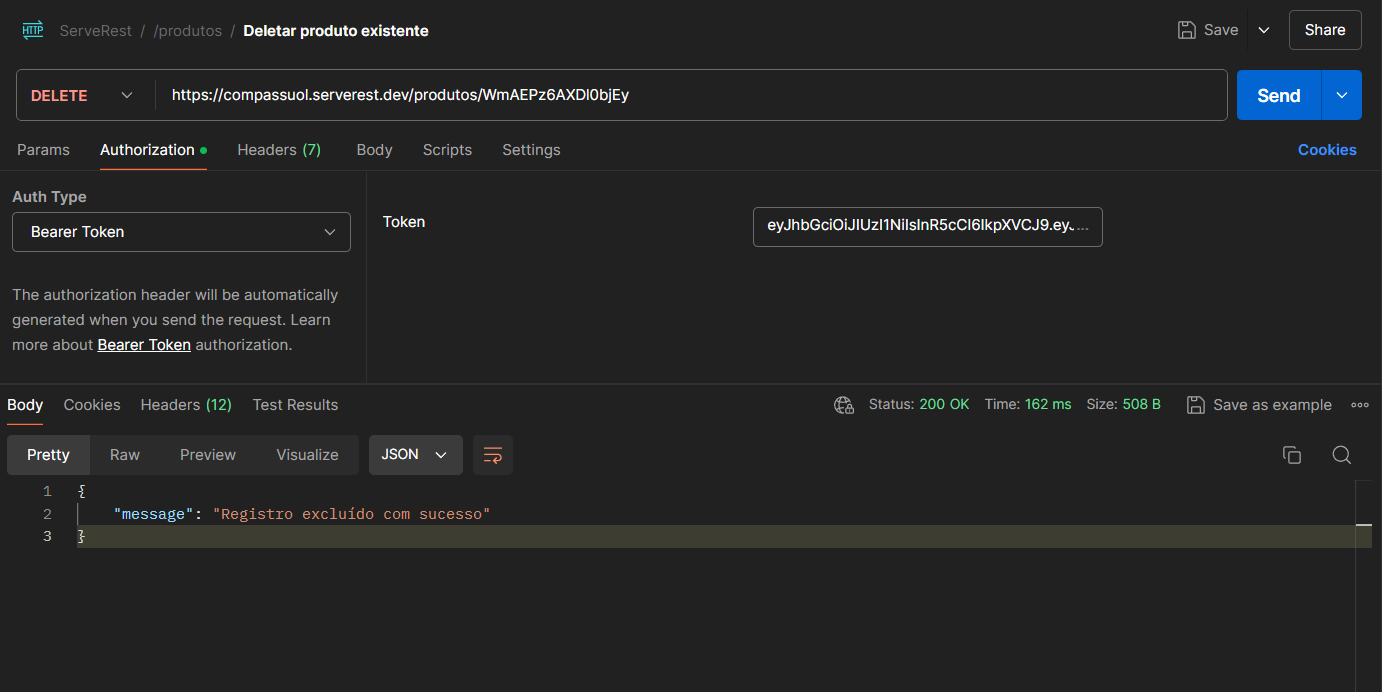 HTTP ServeRest / /produtos / Deletar produto existente Save Share
DELETE https://compassuol.serverest.dev/produtos/WmAEPz6AXDl0bjEy Send
Params Authorization Headers (7) Body Scripts Settings Cookies
Auth Type
Bearer Token
Token eyJhbGciOiJIUzI1NiIsInR5cCI6IkpXVCJ9.eyJ...
The authorization header will be automatically
generated when you send the request. Learn
more about Bearer Token authorization.
Body Cookies Headers (12) Test Results Status: 200 OK Time: 162 ms Size: 508 B Save as example
Pretty Raw Preview Visualize JSON
1 {
2 "message": "Registro excluído com sucesso"
3 }